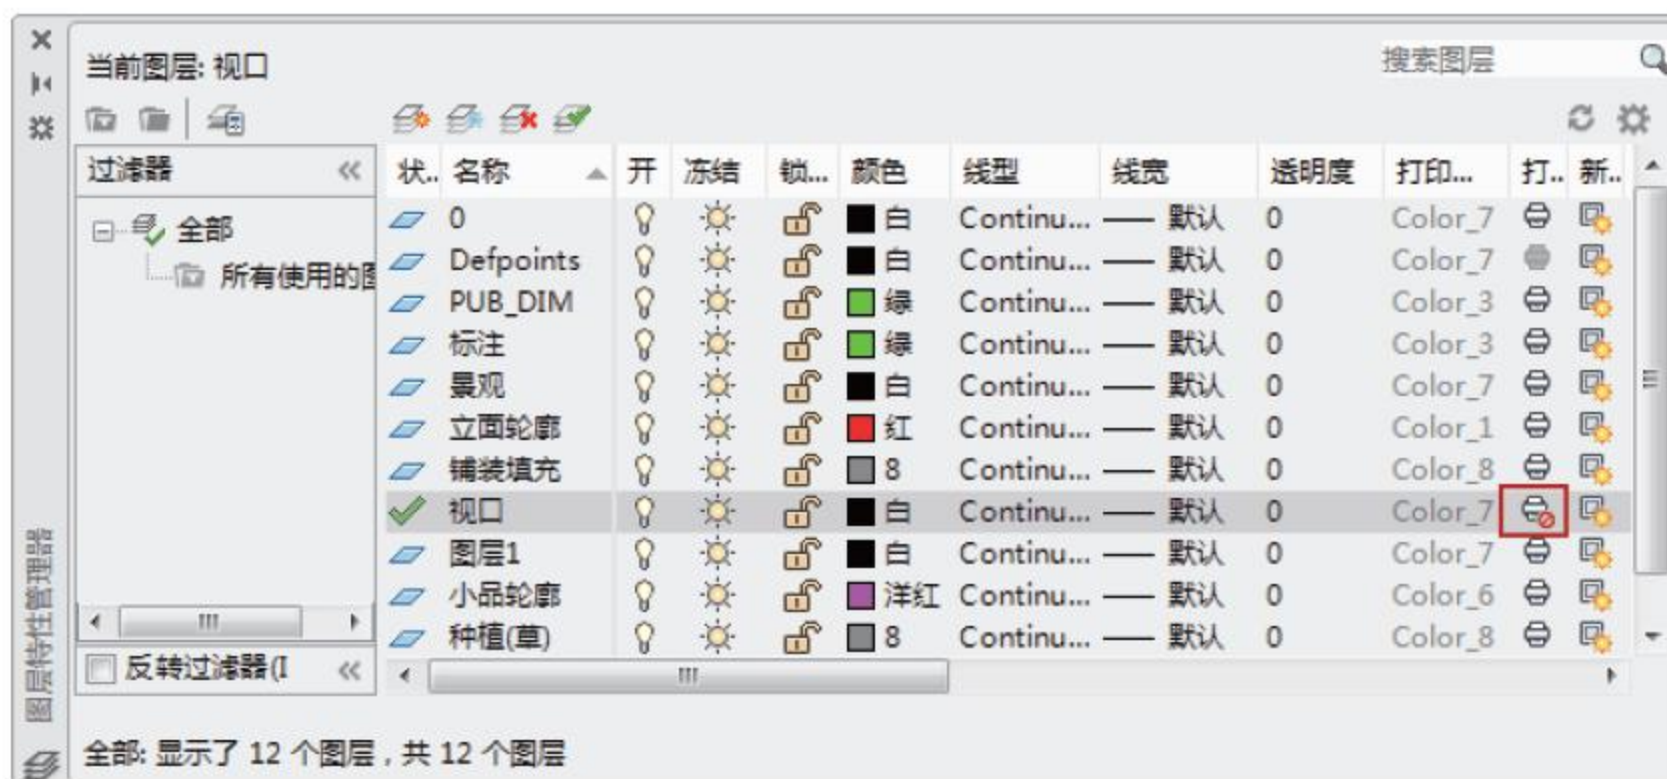 当前图层: 视口
搜索图层
过滤器
状.. 名称 开 冻结 锁... 颜色 线型 线宽 透明度 打印... 打.. 新..
全部
所有使用的图
0 白 Continu... 默认 0 Color_7
Defpoints 白 Continu... 默认 0 Color_7
PUB_DIM 绿 Continu... 默认 0 Color_3
标注 绿 Continu... 默认 0 Color_3
景观 白 Continu... 默认 0 Color_7
立面轮廓 红 Continu... 默认 0 Color_1
铺装填充 8 Continu... 默认 0 Color_8
视口 白 Continu... 默认 0 Color_7
图层1 白 Continu... 默认 0 Color_7
小品轮廓 洋红 Continu... 默认 0 Color_6
种植(草) 8 Continu... 默认 0 Color_8
反转过滤器(I
图层特性管理器
全部: 显示了 12 个图层 , 共 12 个图层